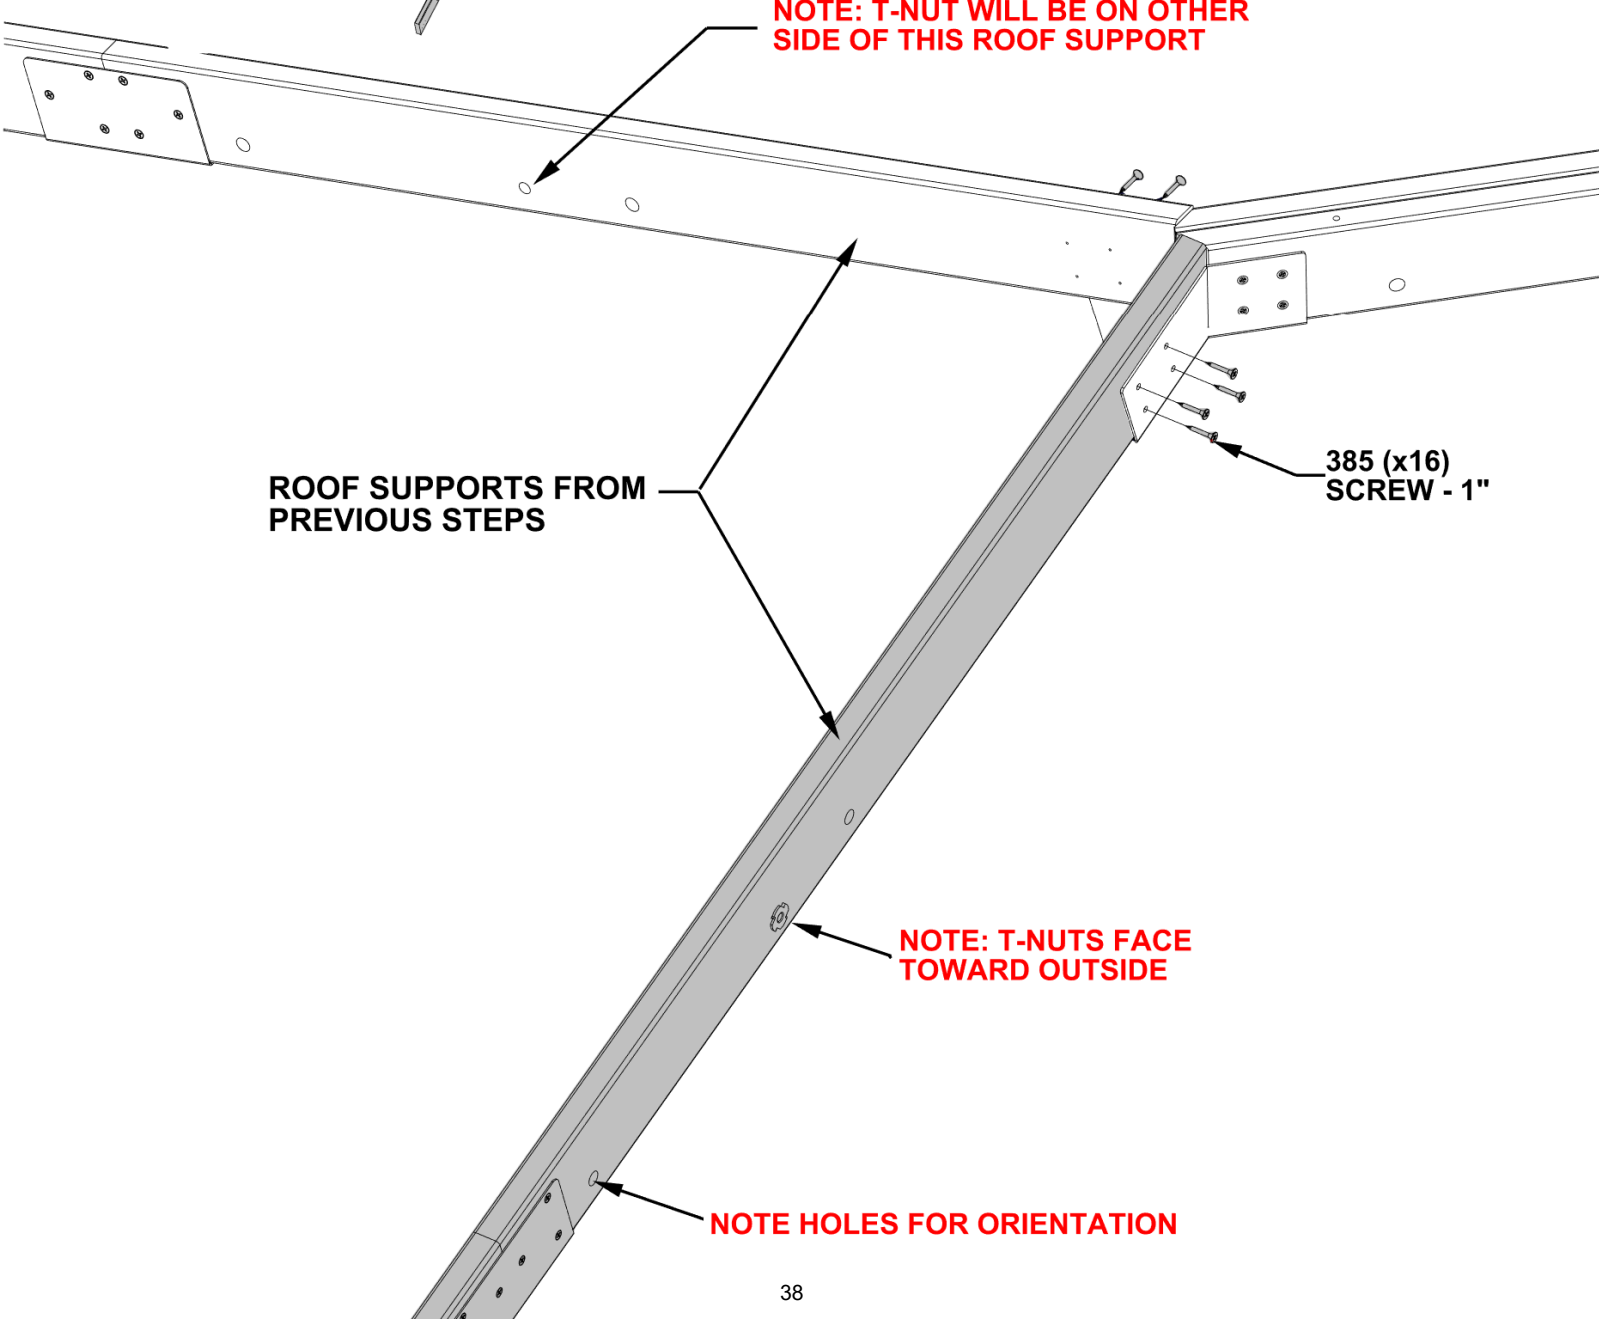 NOTE: T-NUT WILL BE ON OTHER
SIDE OF THIS ROOF SUPPORT
ROOF SUPPORTS FROM
PREVIOUS STEPS
385 (x16)
SCREW - 1"
NOTE: T-NUTS FACE
TOWARD OUTSIDE
NOTE HOLES FOR ORIENTATION
38